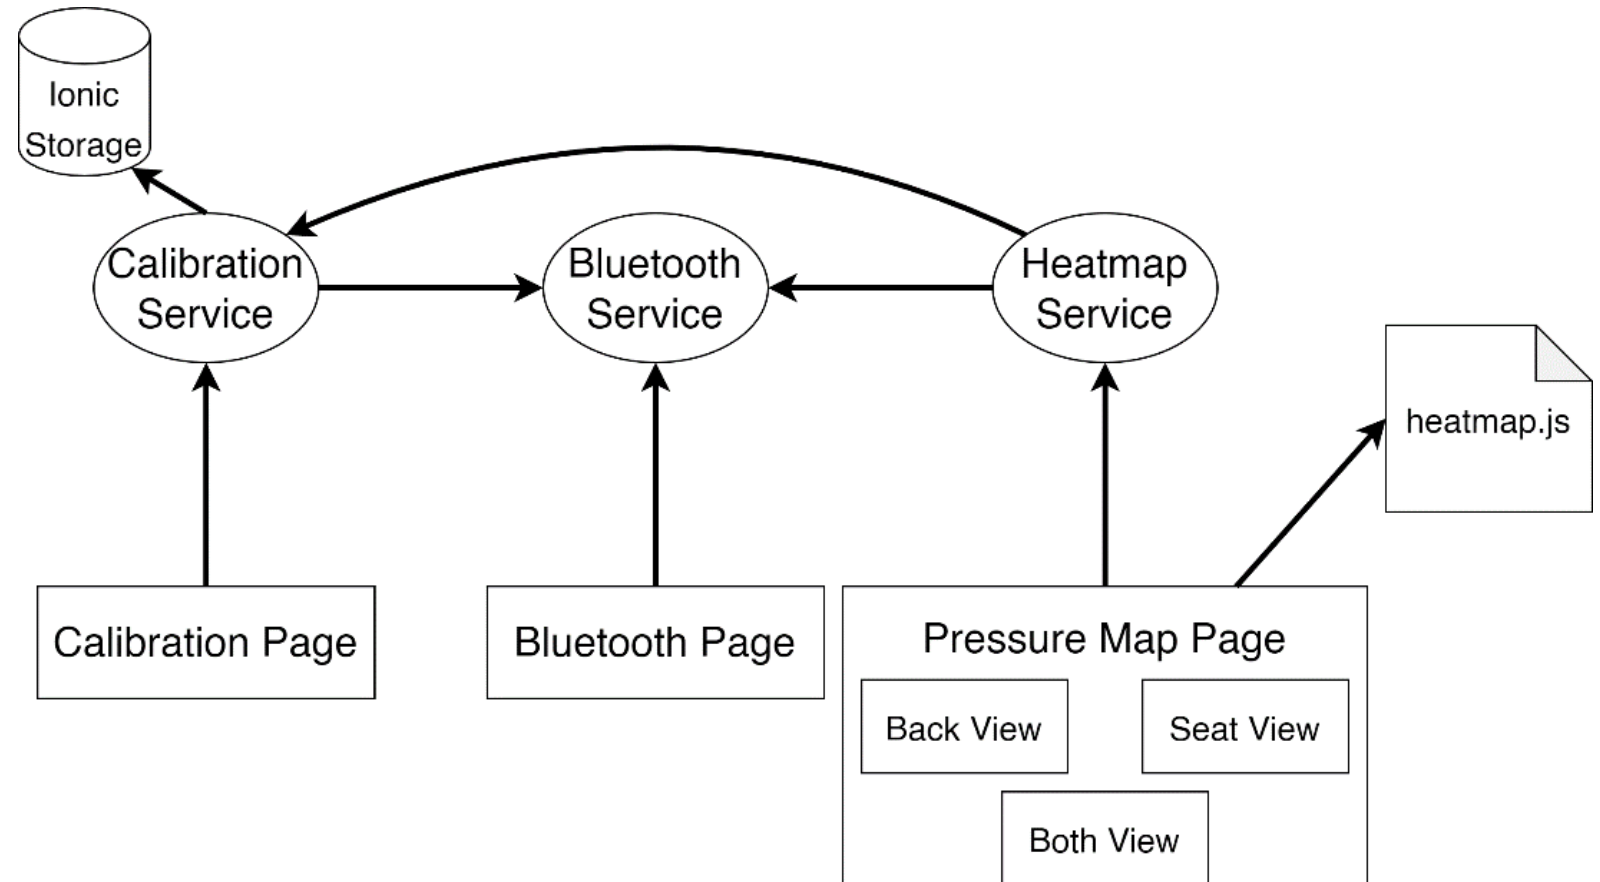 Ionic
Storage
Calibration
Service
Bluetooth
Service
Heatmap
Service
heatmap.js
Calibration Page
Bluetooth Page
Pressure Map Page
Back View
Seat View
Both View